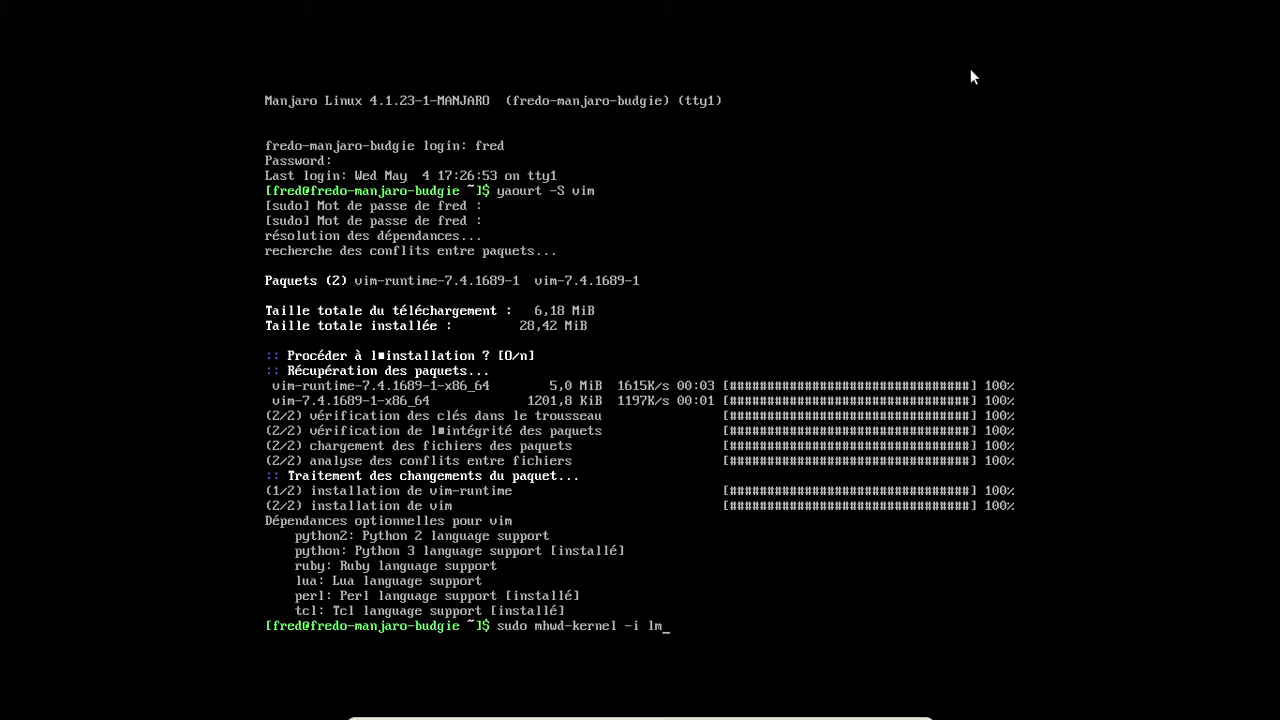 Manjaro Linux 4.1.23-1-MANJARO (fredo-manjaro-budgie) (tty1)
fredo-manjaro-budgie login: fred
Password:
Last login: Wed May 4 17:26:53 on tty1
[fred@fredo-manjaro-budgie ~]$ yaourt -S vim
[sudo] Mot de passe de fred :
[sudo] Mot de passe de fred :
résolution des dépendances...
recherche des conflits entre paquets...
Paquets (2) vim-runtime-7.4.1689-1 vim-7.4.1689-1
Taille totale du téléchargement : 6,18 MiB
Taille totale installée : 28,42 MiB
:: Procéder à l■installation ? [O/n]
:: Récupération des paquets...
vim-runtime-7.4.1689-1-x86_64 5,0 MiB 1615K/s 00:03 [#################################] 100%
vim-7.4.1689-1-x86_64 1201,8 KiB 1197K/s 00:01 [#################################] 100%
(2/2) vérification des clés dans le trousseau [#################################] 100%
(2/2) vérification de l■intégrité des paquets [#################################] 100%
(2/2) chargement des fichiers des paquets [#################################] 100%
(2/2) analyse des conflits entre fichiers [#################################] 100%
:: Traitement des changements du paquet...
(1/2) installation de vim-runtime [#################################] 100%
(2/2) installation de vim [#################################] 100%
Dépendances optionnelles pour vim
python2: Python 2 language support
python: Python 3 language support [installé]
ruby: Ruby language support
lua: Lua language support
perl: Perl language support [installé]
tcl: Tcl language support [installé]
[fred@fredo-manjaro-budgie ~]$ sudo mhwd-kernel -i lm_